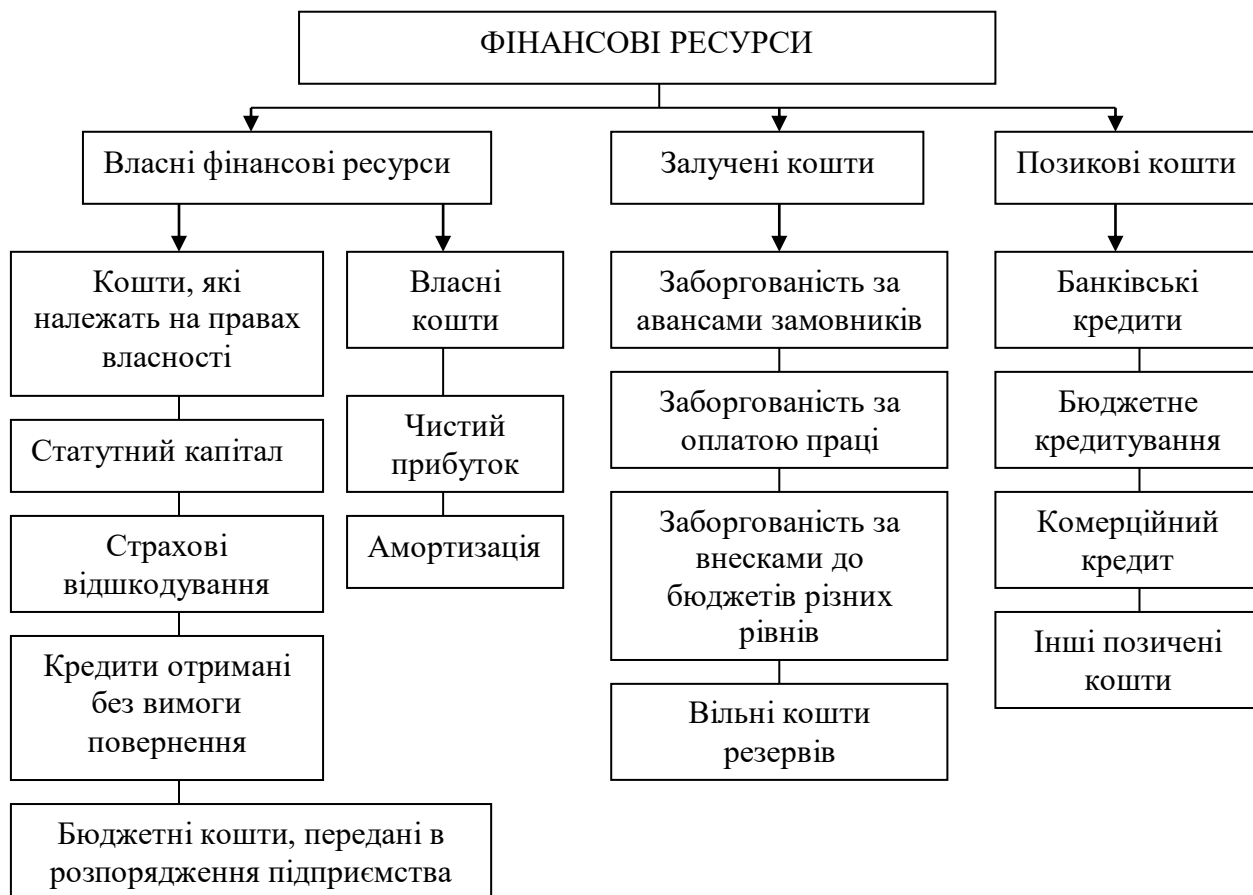 ФІНАНСОВІ РЕСУРСИ
Власні фінансові ресурси
Залучені кошти
Позикові кошти
Кошти, які
належать на правах
власності
Статутний капітал
Страхові
відшкодування
Кредити отримані
без вимоги
повернення
Бюджетні кошти, передані в
розпорядження підприємства
Власні
кошти
Чистий
прибуток
Амортизація
Заборгованість за
авансами замовників
Заборгованість за
оплатою праці
Заборгованість за
внесками до
бюджетів різних
рівнів
Вільні кошти
резервів
Банківські
кредити
Бюджетне
кредитування
Комерційний
кредит
Інші позичені
кошти